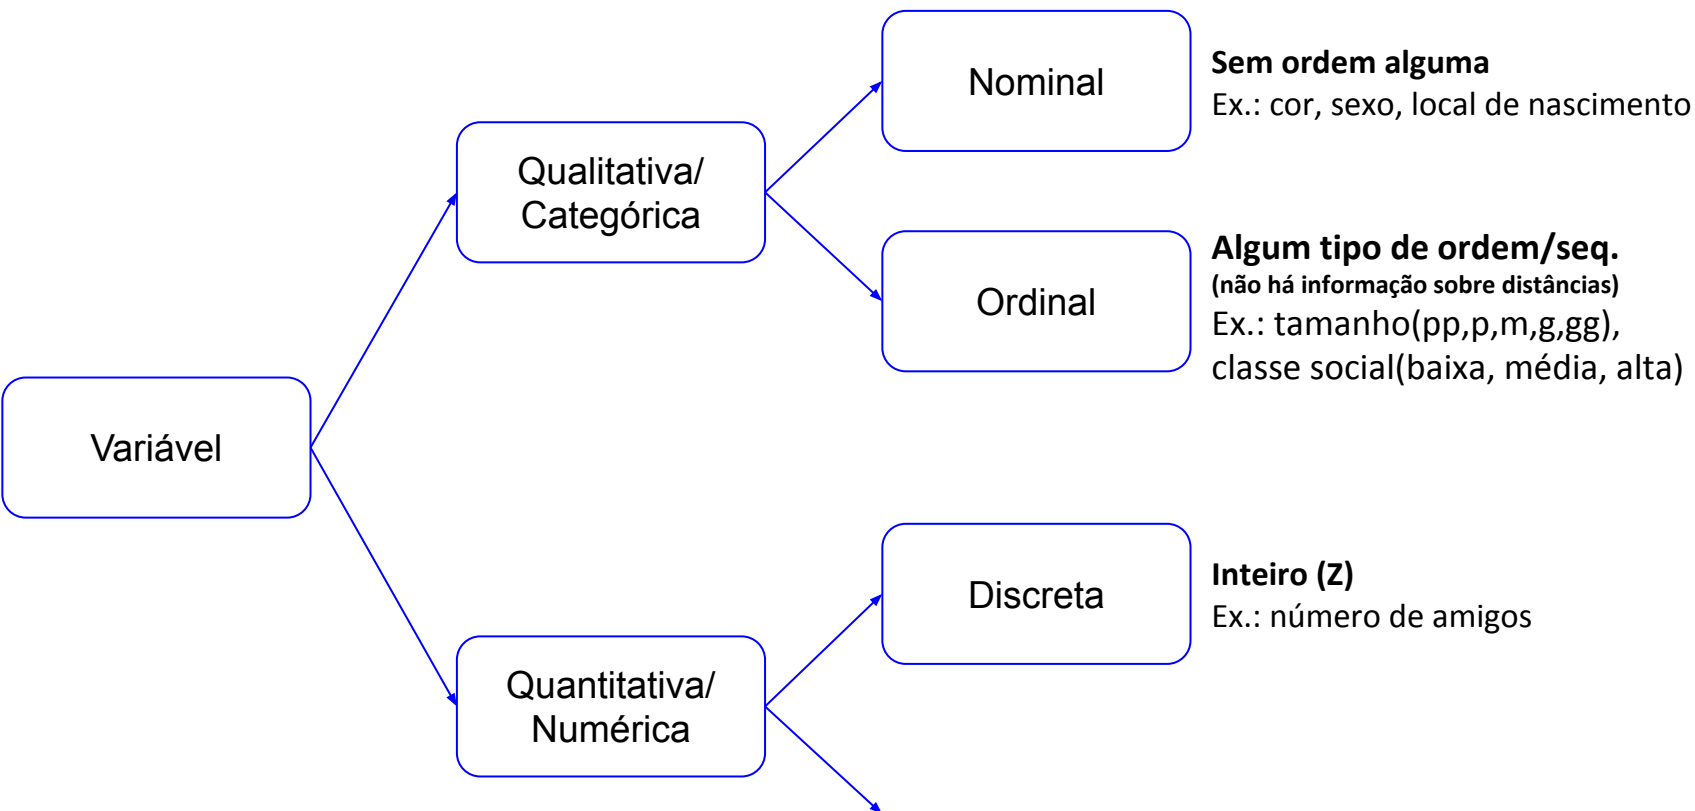 Nominal
Sem ordem alguma
Ex.: cor, sexo, local de nascimento
Qualitativa/
Categórica
Ordinal
Algum tipo de ordem/seq.
(não há informação sobre distâncias)
Ex.: tamanho(pp,p,m,g,gg),
classe social(baixa, média, alta)
Variável
Discreta
Inteiro (Z)
Ex.: número de amigos
Quantitativa/
Numérica